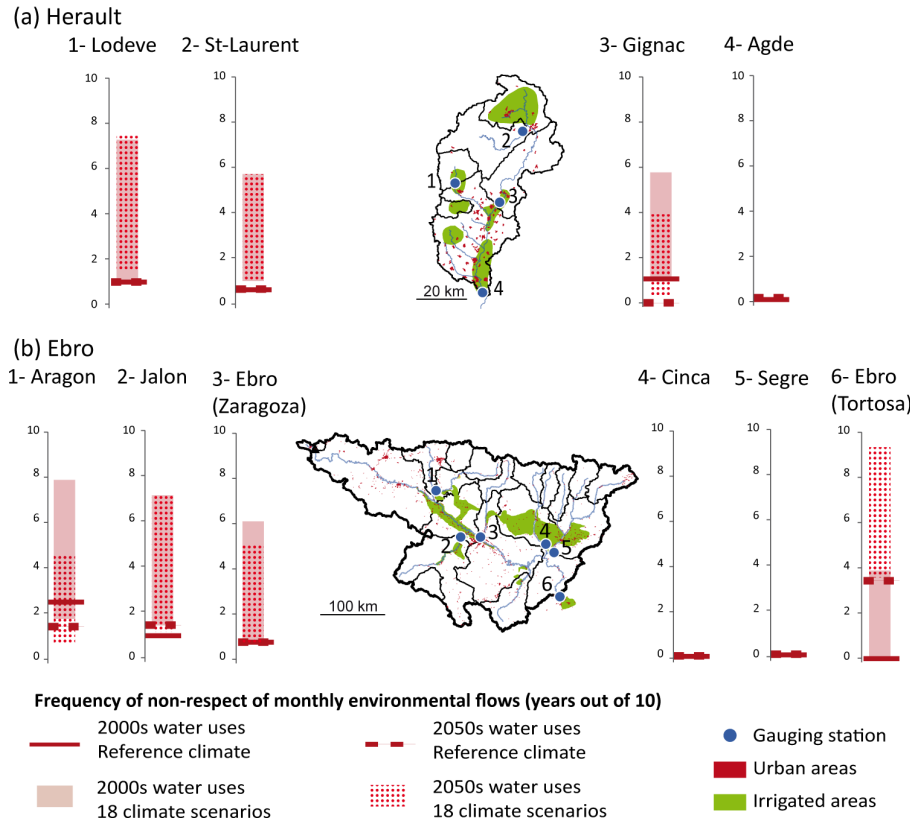 (a) Herault
1- Lodeve
2- St-Laurent
3- Gignac
4- Agde
10
8
6
4
2
0
10
8
6
4
2
0
1
2
3
4
20 km
10
8
6
4
2
0
10
8
6
4
2
0
(b) Ebro
1- Aragon
2- Jalon
3- Ebro
(Zaragoza)
4- Cinca
5- Segre
6- Ebro
(Tortosa)
10
8
6
4
2
0
10
8
6
4
2
0
10
8
6
4
2
0
1
2
3
4
5
6
100 km
10
8
6
4
2
0
10
8
6
4
2
0
10
8
6
4
2
0
Frequency of non-respect of monthly environmental flows (years out of 10)
2000s water uses
Reference climate
2050s water uses
Reference climate
2000s water uses
18 climate scenarios
2050s water uses
18 climate scenarios
Gauging station
Urban areas
Irrigated areas